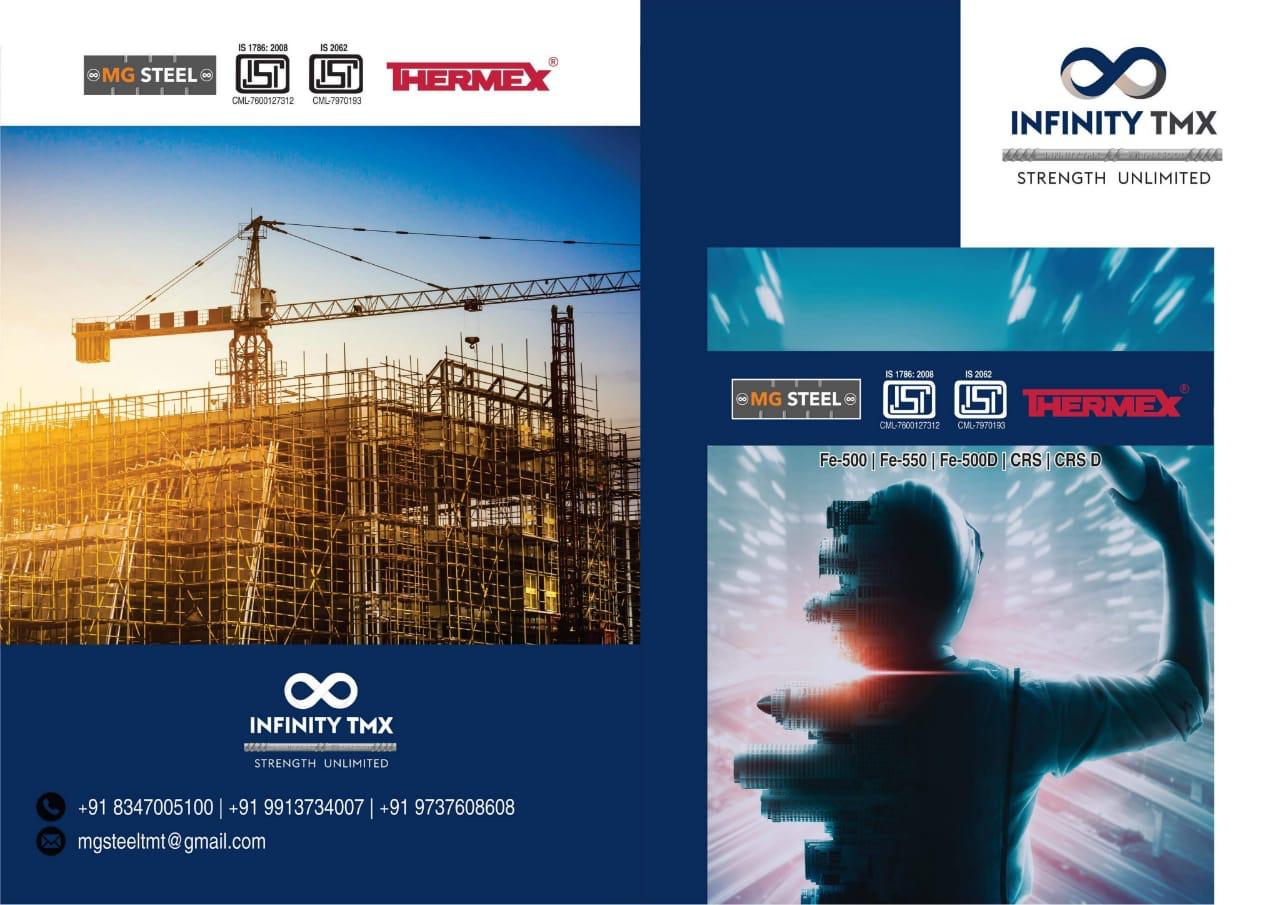 MG STEEL
IS 1786: 2008
CML-7600127312
IS 2062
CML-7970193
THERMEX®
INFINITY TMX
STRENGTH UNLIMITED
+91 8347005100 | +91 9913734007 | +91 9737608608
mgsteeltmt@gmail.com
INFINITY TMX
STRENGTH UNLIMITED
MG STEEL
IS 1786: 2008
CML-7600127312
IS 2062
CML-7970193
THERMEX®
Fe-500 | Fe-550 | Fe-500D | CRS | CRS D